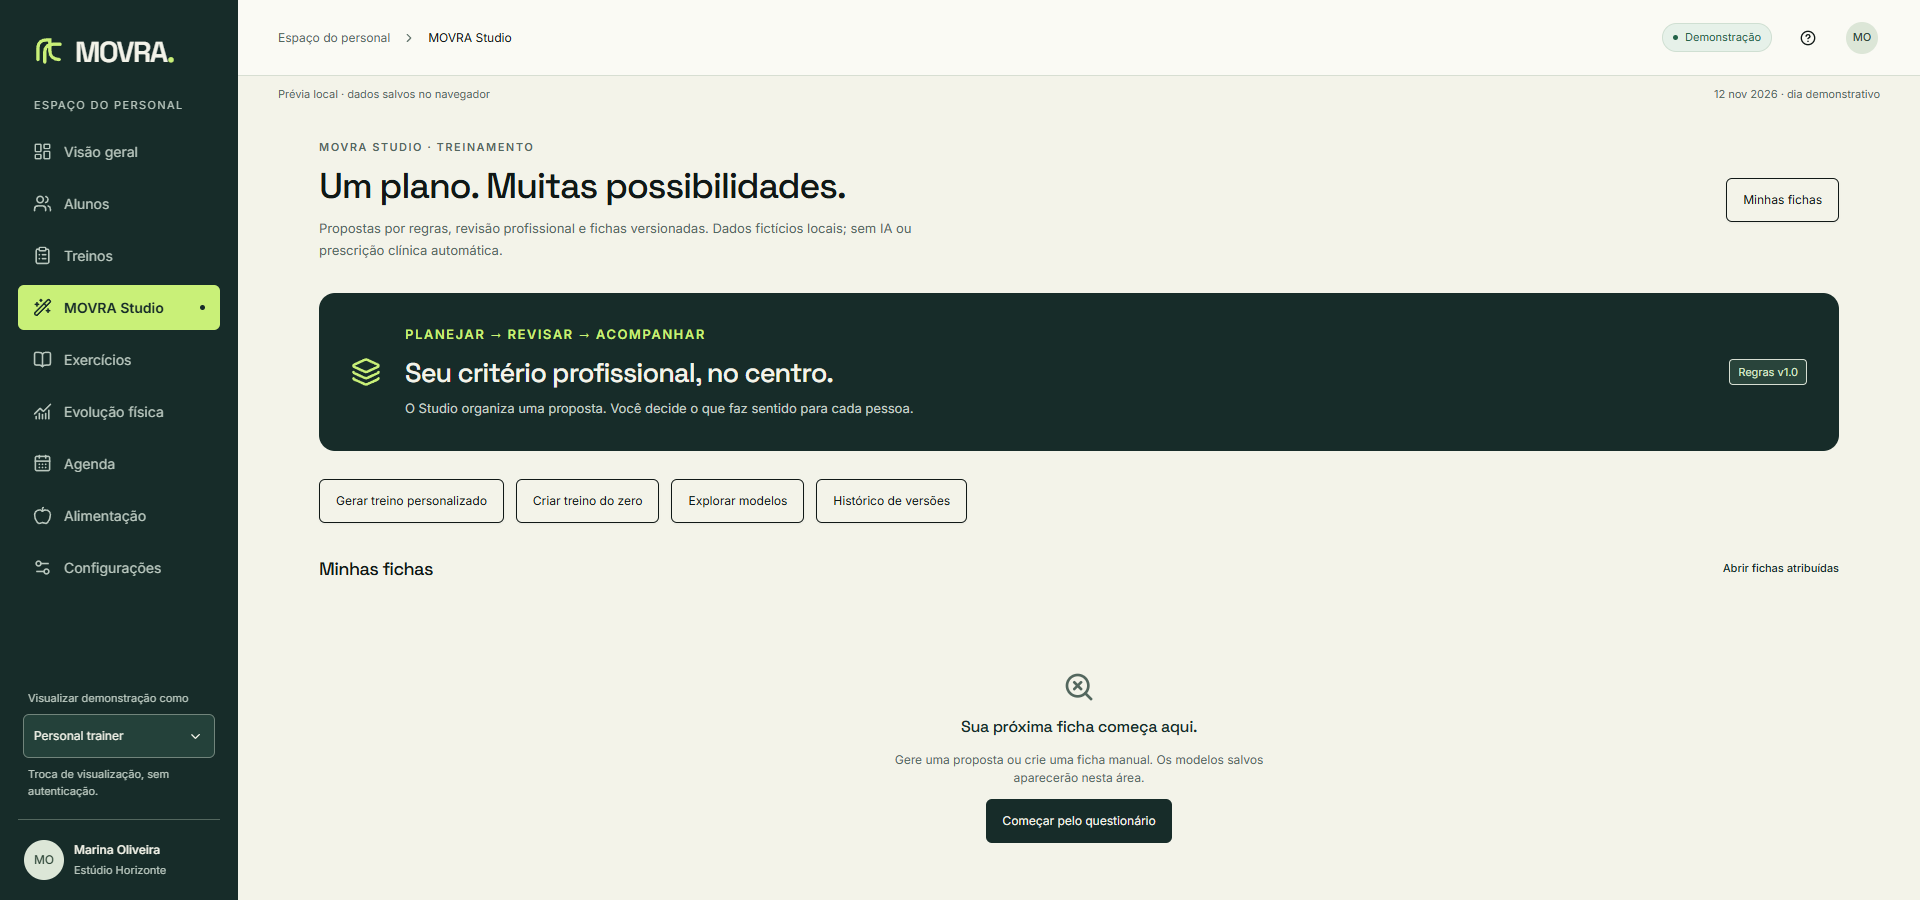 MOVRA.
ESPAÇO DO PERSONAL
Visão geral
Alunos
Treinos
MOVRA Studio
Exercícios
Evolução física
Agenda
Alimentação
Configurações
Visualizar demonstração como
Personal trainer
Troca de visualização, sem
autenticação.
MO
Marina Oliveira
Estúdio Horizonte
Espaço do personal > MOVRA Studio
Demonstração
MO
Prévia local · dados salvos no navegador
12 nov 2026 · dia demonstrativo
MOVRA STUDIO · TREINAMENTO
Um plano. Muitas possibilidades.
Propostas por regras, revisão profissional e fichas versionadas. Dados fictícios locais; sem IA ou
prescrição clínica automática.
Minhas fichas
PLANEJAR → REVISAR → ACOMPANHAR
Seu critério profissional, no centro.
O Studio organiza uma proposta. Você decide o que faz sentido para cada pessoa.
Regras v1.0
Gerar treino personalizado
Criar treino do zero
Explorar modelos
Histórico de versões
Minhas fichas
Abrir fichas atribuídas
Sua próxima ficha começa aqui.
Gere uma proposta ou crie uma ficha manual. Os modelos salvos
aparecerão nesta área.
Começar pelo questionário